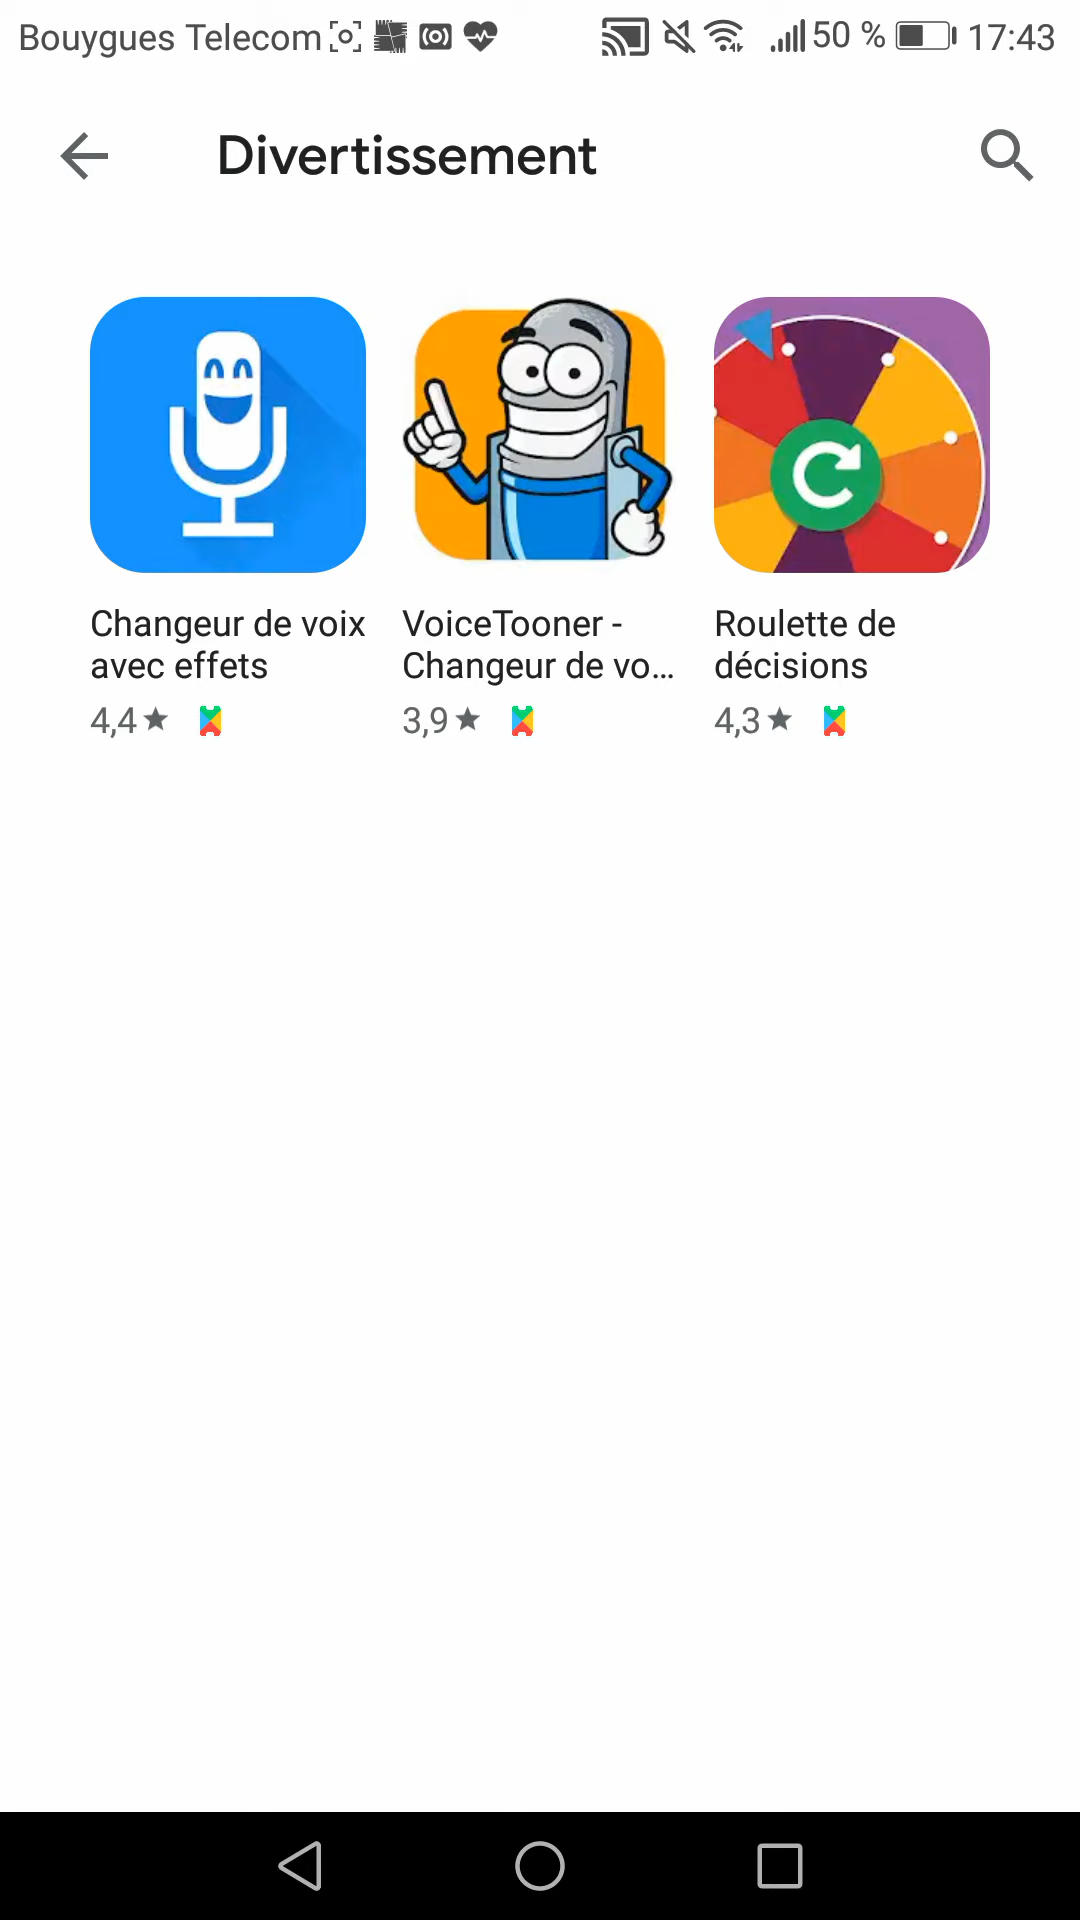 Bouygues Telecom 50 % 17:43
Divertissement
Changeur de voix avec effets
4,4
VoiceTooner - Changeur de vo...
3,9
Roulette de décisions
4,3